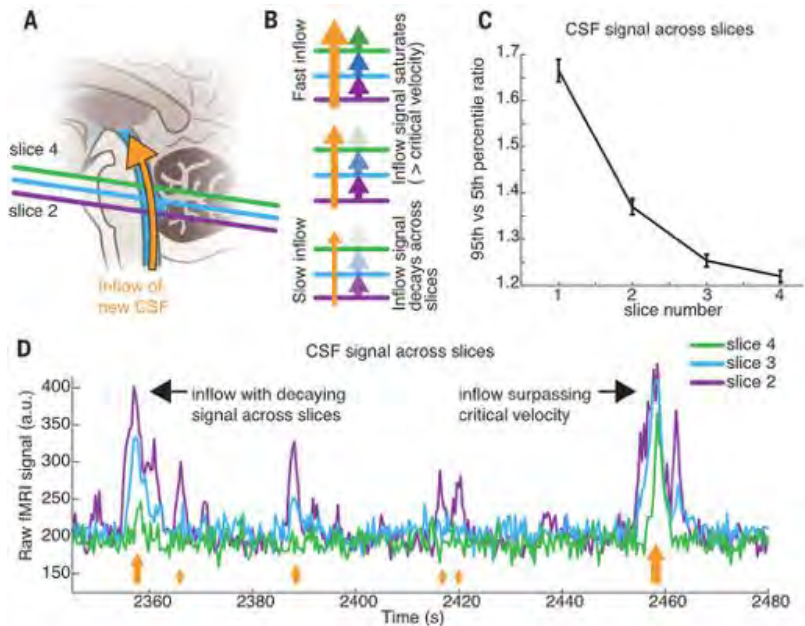 A
slice 4
slice 2
Inflow of
new CSF
B
Fast inflow
Slow inflow
Inflow signal saturates
( > critical velocity)
Inflow signal
decays across
slices
C
CSF signal across slices
95th vs 5th percentile ratio
1.7
1.6
1.5
1.4
1.3
1.2
1 2 3 4
slice number
D
CSF signal across slices
slice 4
slice 3
slice 2
inflow with decaying
signal across slices
inflow surpassing
critical velocity
Raw fMRI signal (a.u.)
400
350
300
250
200
150
2360 2380 2400 2420 2440 2460 2480
Time (s)